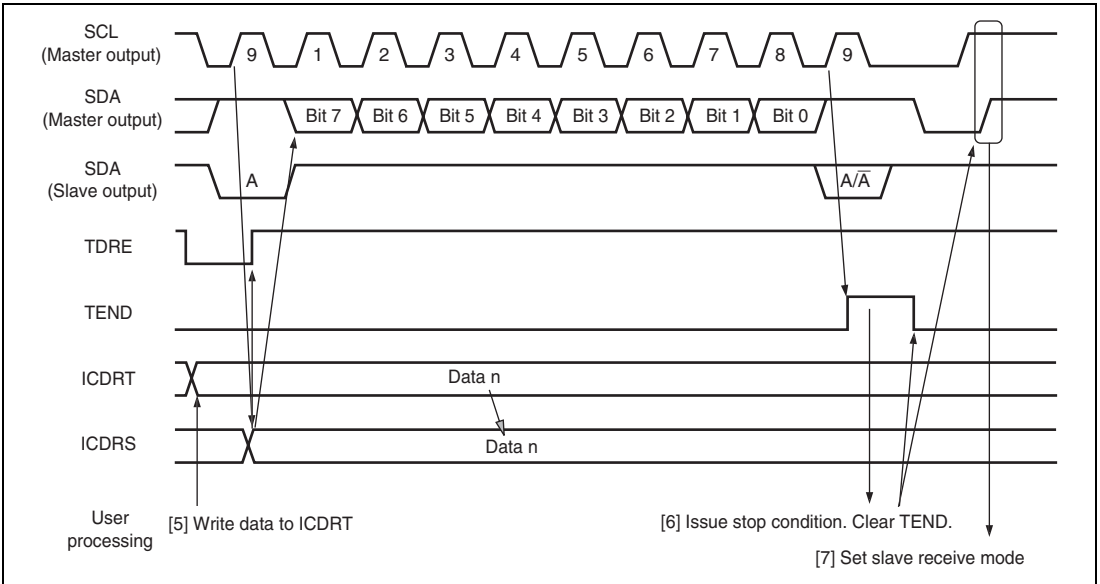 SCL
(Master output)
9 1 2 3 4 5 6 7 8 9
SDA
(Master output)
Bit 7 Bit 6 Bit 5 Bit 4 Bit 3 Bit 2 Bit 1 Bit 0
SDA
(Slave output)
A A/A̅
TDRE
TEND
ICDRT
Data n
ICDRS
Data n
User
processing
[5] Write data to ICDRT
[6] Issue stop condition. Clear TEND.
[7] Set slave receive mode